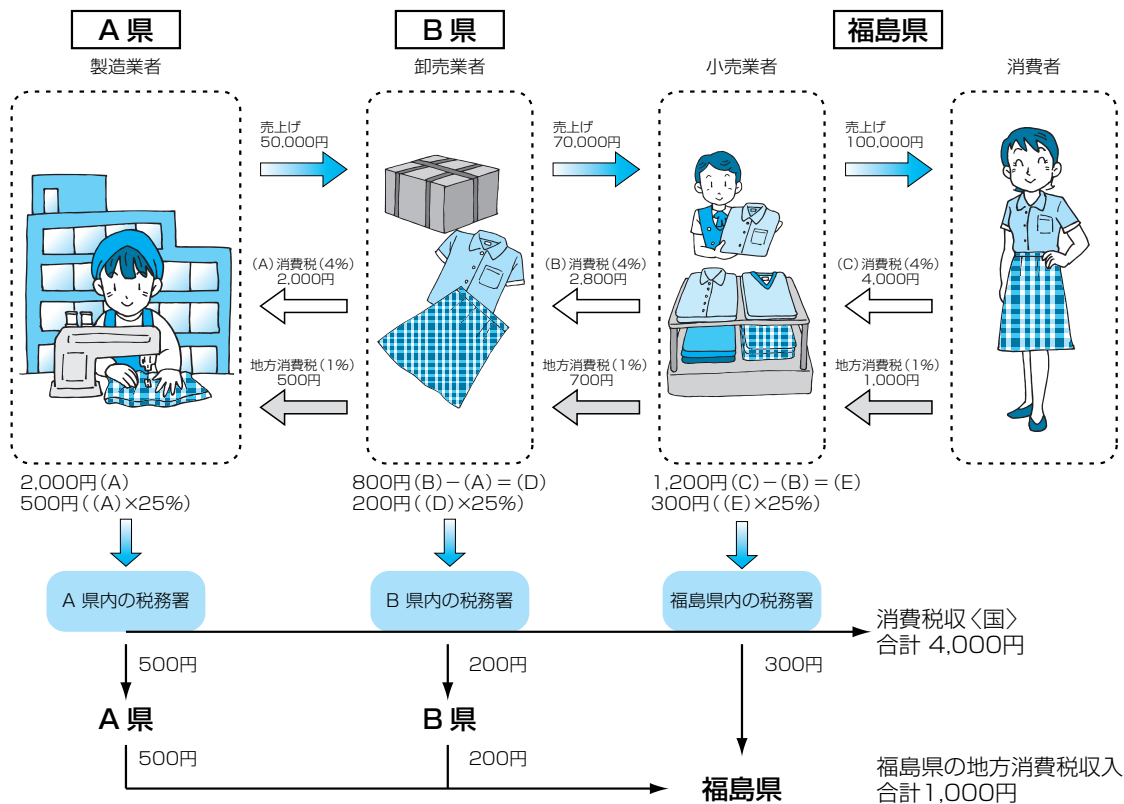 A 県
B 県
福島県
製造業者
卸売業者
小売業者
消費者
売上げ
50,000円
売上げ
70,000円
売上げ
100,000円
(A)消費税(4%)
2,000円
(B)消費税(4%)
2,800円
(C)消費税(4%)
4,000円
地方消費税(1%)
500円
地方消費税(1%)
700円
地方消費税(1%)
1,000円
2,000円(A)
500円((A)×25%)
800円(B)−(A)=(D)
200円((D)×25%)
1,200円(C)−(B)=(E)
300円((E)×25%)
A 県内の税務署
B 県内の税務署
福島県内の税務署
消費税収〈国〉
合計 4,000円
500円
200円
300円
A 県
B 県
500円
200円
福島県
福島県の地方消費税収入
合計1,000円